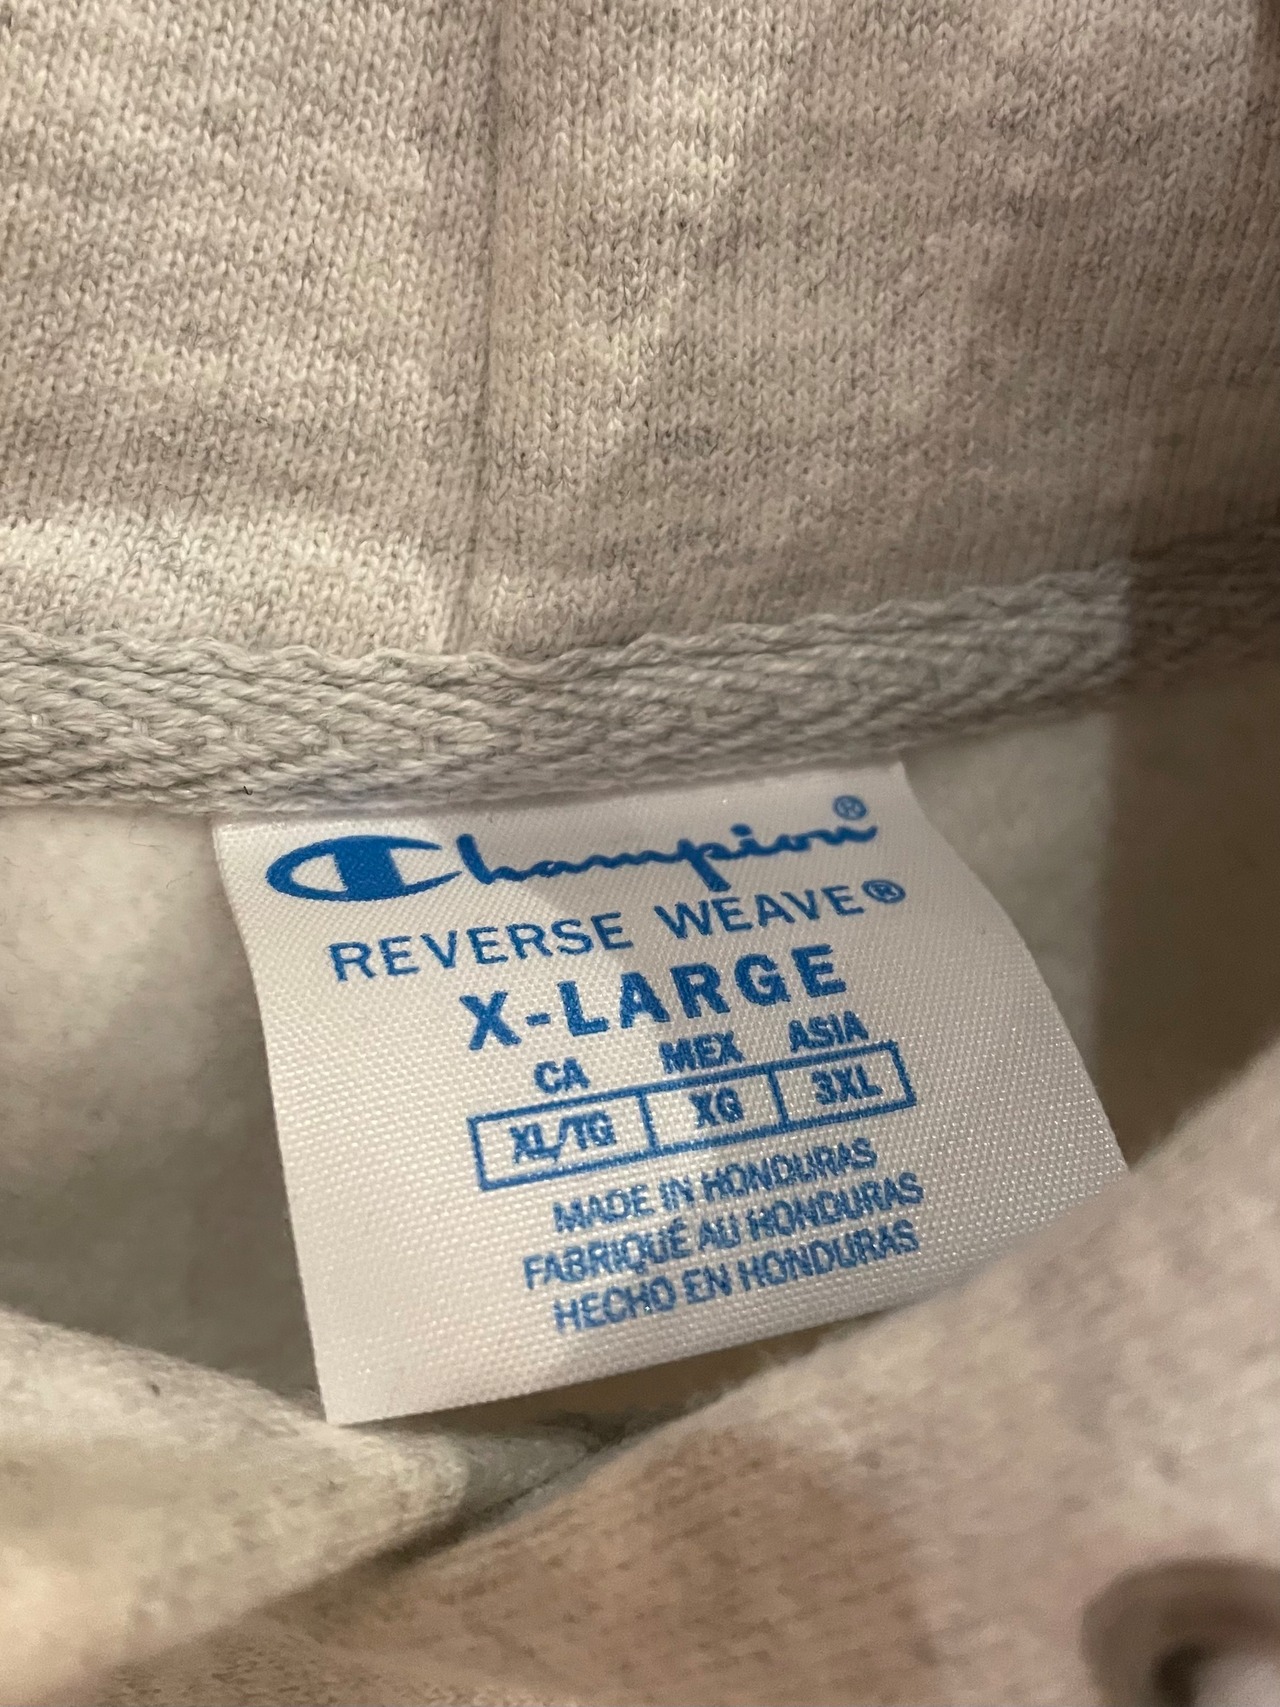 Champion®
REVERSE WEAVE®
X-LARGE
CA MEX ASIA
XL/TG XG 3XL
MADE IN HONDURAS
FABRIQUÉ AU HONDURAS
HECHO EN HONDURAS